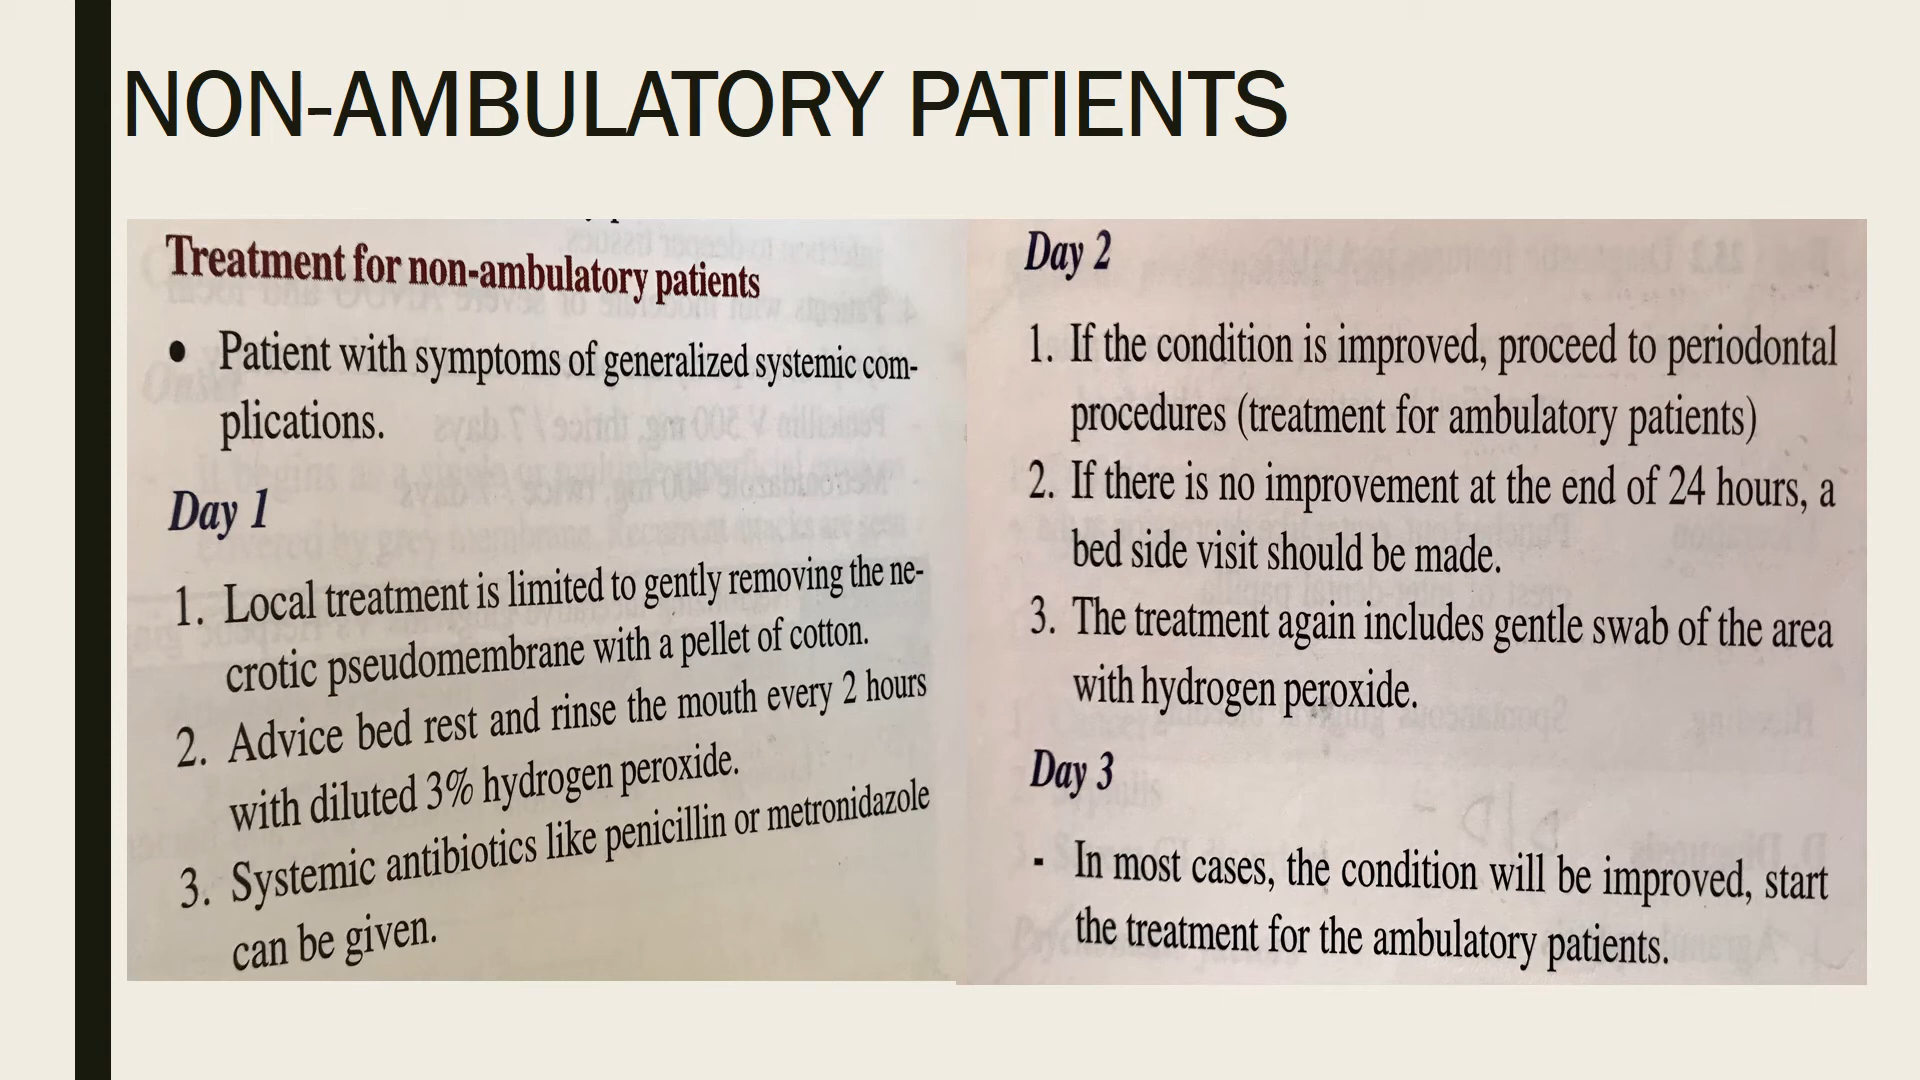 NON-AMBULATORY PATIENTS
Treatment for non-ambulatory patients
• Patient with symptoms of generalized systemic com-
plications.
Day 1
1. Local treatment is limited to gently removing the ne-
crotic pseudomembrane with a pellet of cotton.
2. Advice bed rest and rinse the mouth every 2 hours
with diluted 3% hydrogen peroxide.
3. Systemic antibiotics like penicillin or metronidazole
can be given.
Day 2
1. If the condition is improved, proceed to periodontal
procedures (treatment for ambulatory patients)
2. If there is no improvement at the end of 24 hours, a
bed side visit should be made.
3. The treatment again includes gentle swab of the area
with hydrogen peroxide.
Day 3
- In most cases, the condition will be improved, start
the treatment for the ambulatory patients.